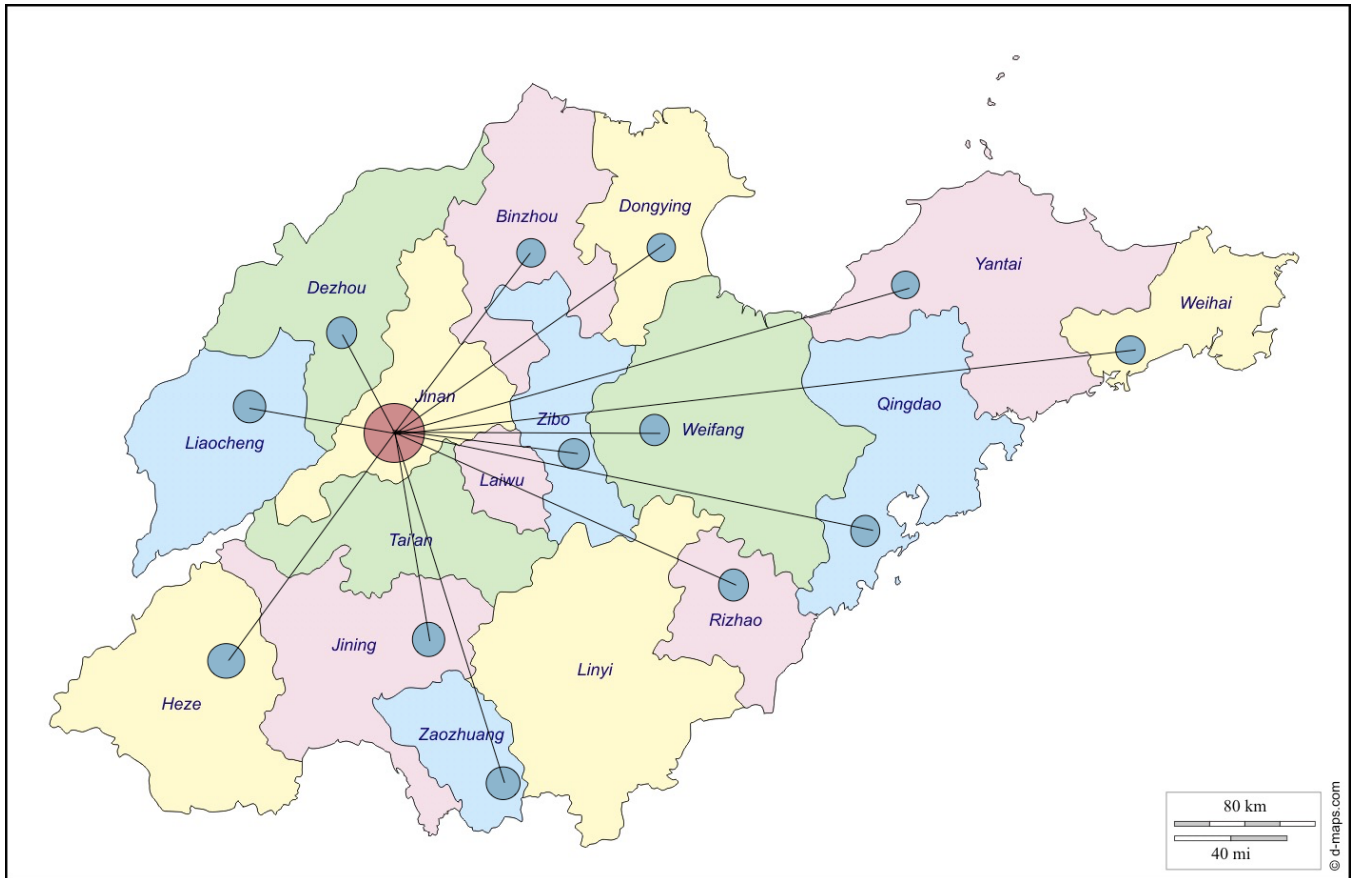 Binzhou
Dongying
Yantai
Dezhou
Weihai
Jinan
Qingdao
Zibo
Weifang
Liaocheng
Laiwu
Tai'an
Rizhao
Jining
Linyi
Heze
Zaozhuang
80 km
40 mi
© d-maps.com